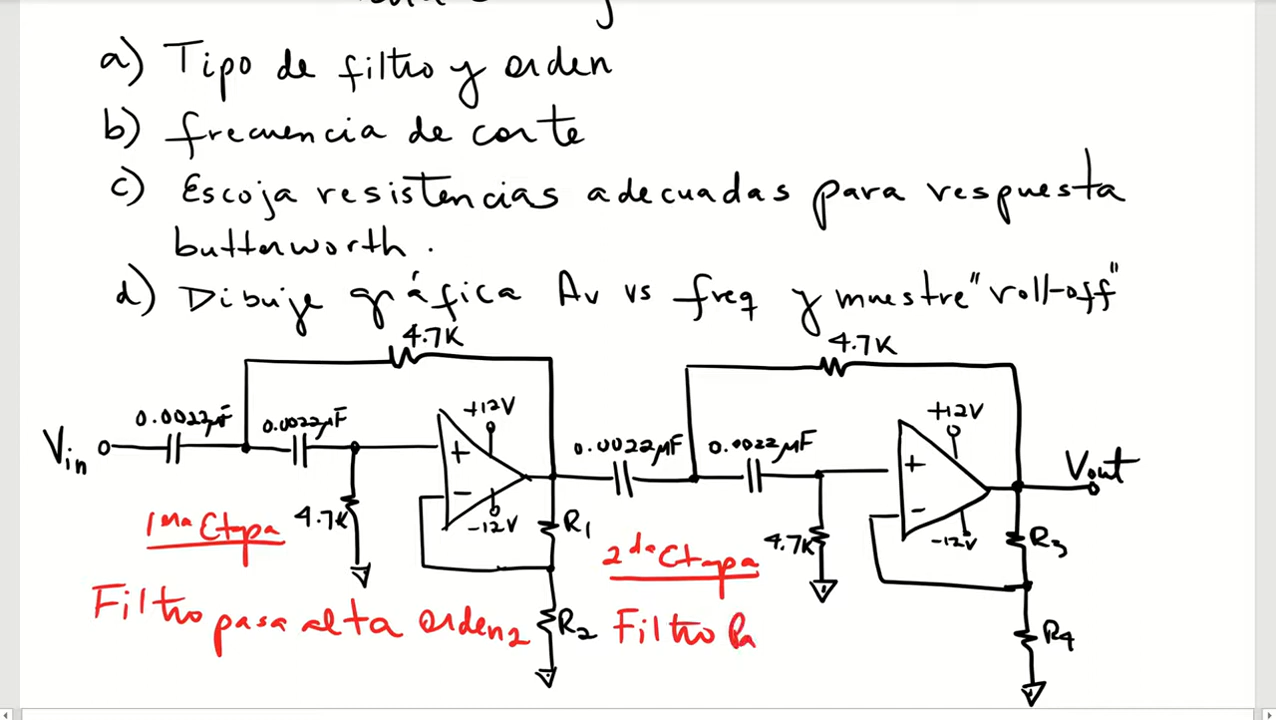 a) Tipo de filtro y orden
b) frecuencia de corte
c) Escoja resistencias adecuadas para respuesta
butterworth.
d) Dibuje gráfica Av vs freq y muestre "roll-off"
4.7K
4.7K
0.0022μF
0.0022μF
+12V
0.0022μF
0.0022μF
+12V
Vin
+
-
-12V
+
-
-12V
Vout
1ma Etapa
4.7K
R1
2da Etapa
4.7K
R3
Filtro pasa alta orden 2
R2
Filtro Pa
R4